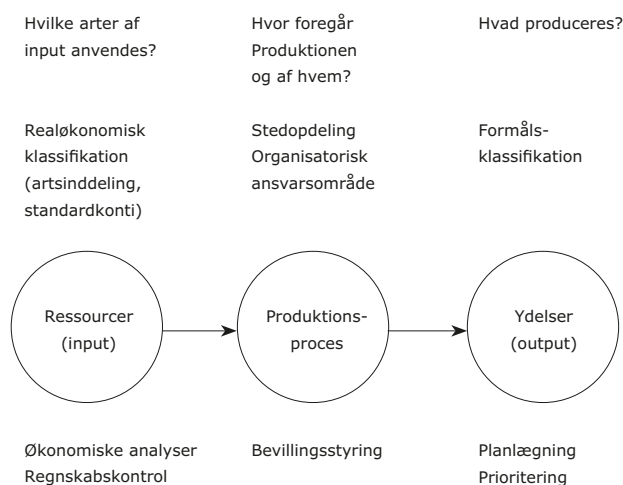 Hvilke arter af
input anvendes?
Hvor foregår
Produktionen
og af hvem?
Hvad produceres?
Realøkonomisk
klassifikation
(artsinddeling,
standardkonti)
Stedopdeling
Organisatorisk
ansvarsområde
Formåls-
klassifikation
Ressourcer
(input)
Produktions-
proces
Ydelser
(output)
Økonomiske analyser
Regnskabskontrol
Bevillingsstyring
Planlægning
Prioritering